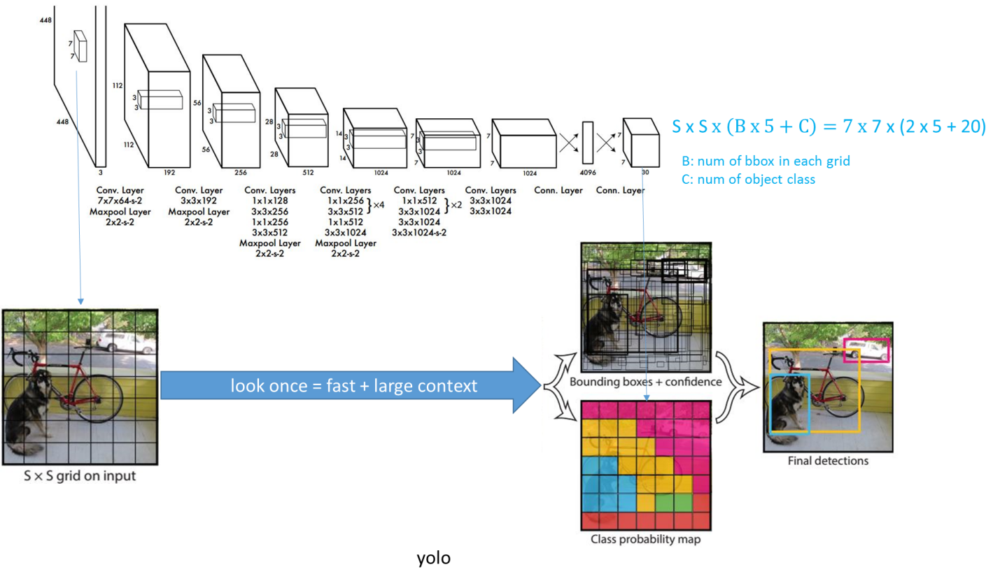 448
7
7
448
3
112
3
3
112
192
56
3
3
56
256
28
3
3
28
512
14
3
3
14
1024
7
3
3
7
1024
7
7
1024
4096
7
7
30
S x S x (B x 5 + C) = 7 x 7 x (2 x 5 + 20)
B: num of bbox in each grid
C: num of object class
Conv. Layer
7x7x64-s-2
Maxpool Layer
2x2-s-2
Conv. Layer
3x3x192
Maxpool Layer
2x2-s-2
Conv. Layers
1x1x128
3x3x256
1x1x256
3x3x512
Maxpool Layer
2x2-s-2
Conv. Layers
1x1x256
3x3x512 }×4
1x1x512
3x3x1024
Maxpool Layer
2x2-s-2
Conv. Layers
1x1x512
3x3x1024 }×2
3x3x1024
3x3x1024-s-2
Conv. Layers
3x3x1024
3x3x1024
Conn. Layer
Conn. Layer
S × S grid on input
look once = fast + large context
Bounding boxes + confidence
Class probability map
Final detections
yolo